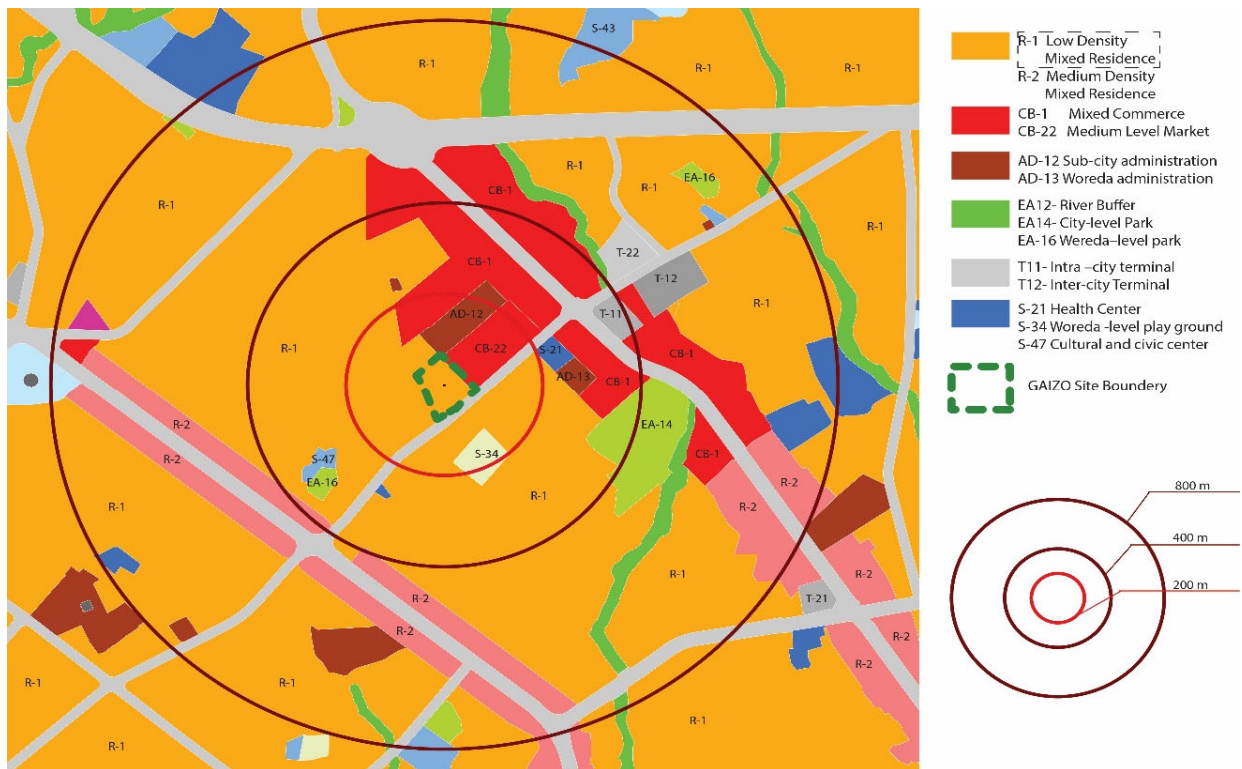 S-43
R-1
R-1
R-1
R-1
R-1
EA-16
R-1
CB-1
R-1
T-22
R-1
CB-1
T-12
R-1
AD-12
T-11
R-1
CB-22
S-21
CB-1
AD-13
CB-1
R-2
EA-14
R-2
S-34
CB-1
S-47
EA-16
R-2
R-1
R-1
R-2
R-1
R-2
R-2
T-21
R-2
R-2
R-2
R-1
R-1
R-1
R-1
R-1 Low Density
Mixed Residence
R-2 Medium Density
Mixed Residence
CB-1 Mixed Commerce
CB-22 Medium Level Market
AD-12 Sub-city administration
AD-13 Woreda administration
EA12- River Buffer
EA14- City-level Park
EA-16 Wereda–level park
T11- Intra –city terminal
T12- Inter-city Terminal
S-21 Health Center
S-34 Woreda -level play ground
S-47 Cultural and civic center
GAIZO Site Boundery
800 m
400 m
200 m